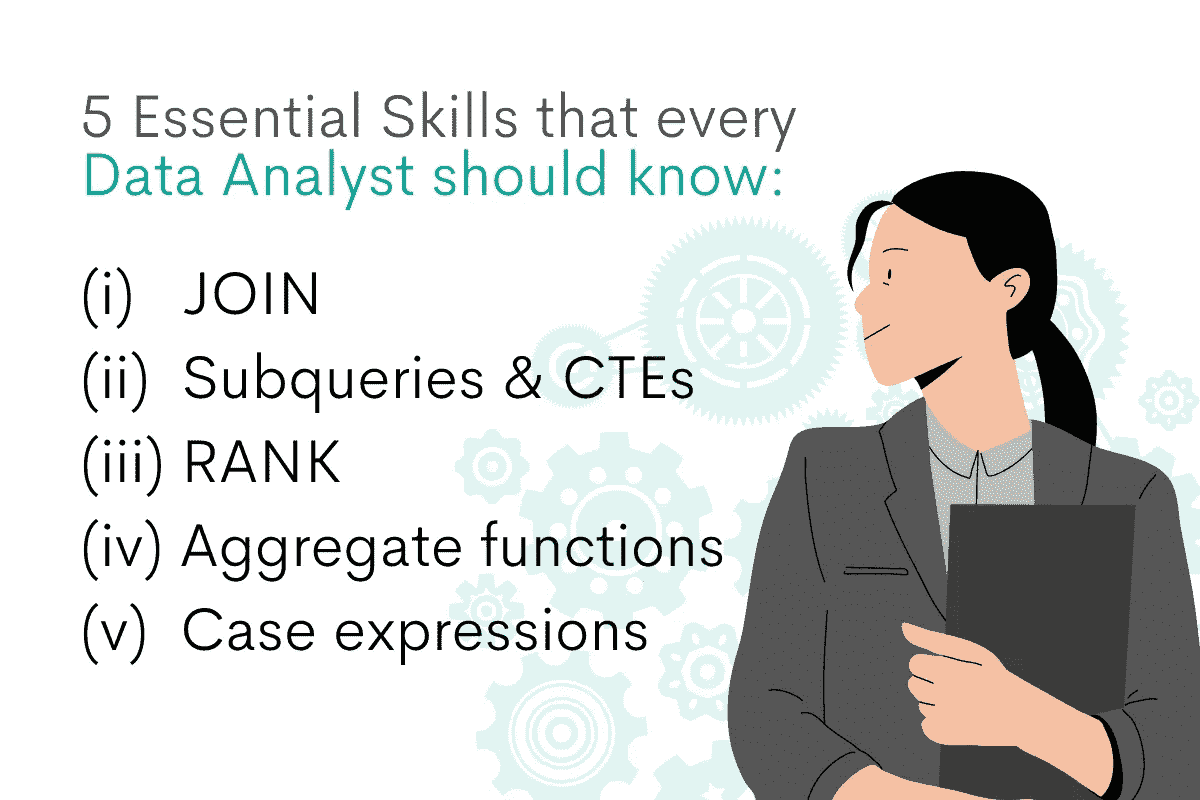 5 Essential Skills that every
Data Analyst should know:
(i) JOIN
(ii) Subqueries & CTEs
(iii) RANK
(iv) Aggregate functions
(v) Case expressions